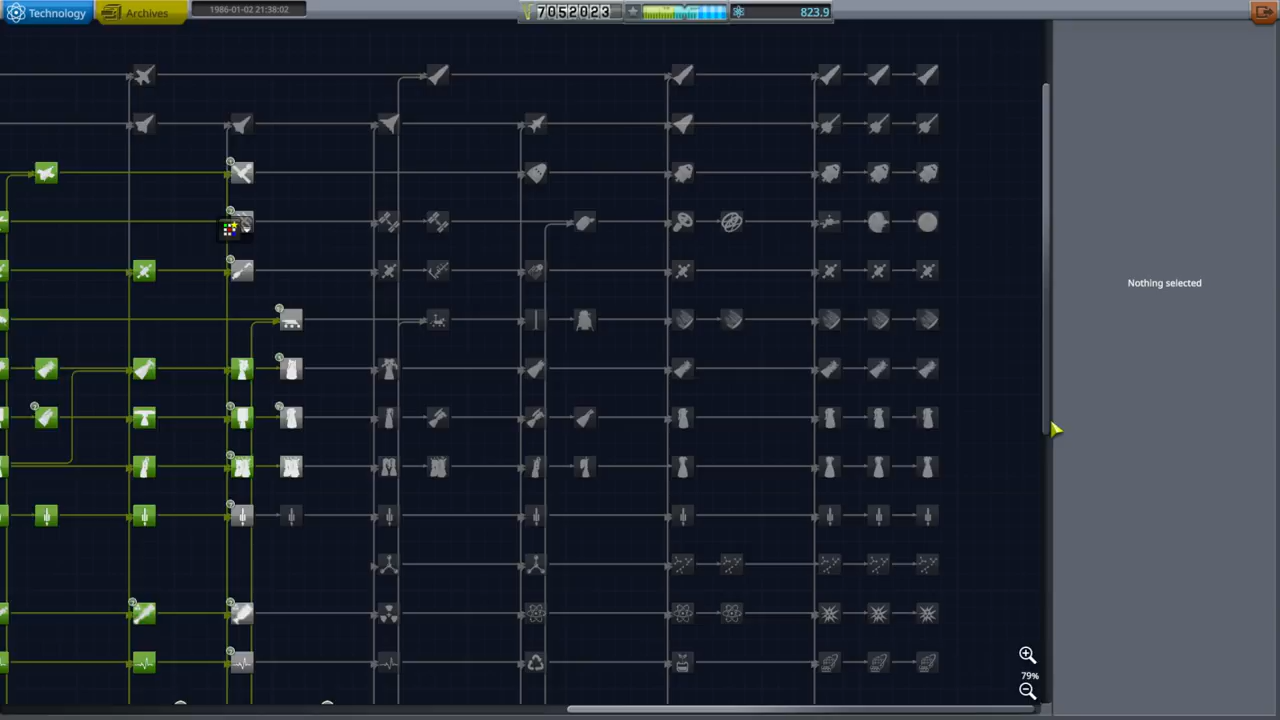 Technology
Archives
1986-01-02 21:38:02
7052023
823.9
Nothing selected
79%